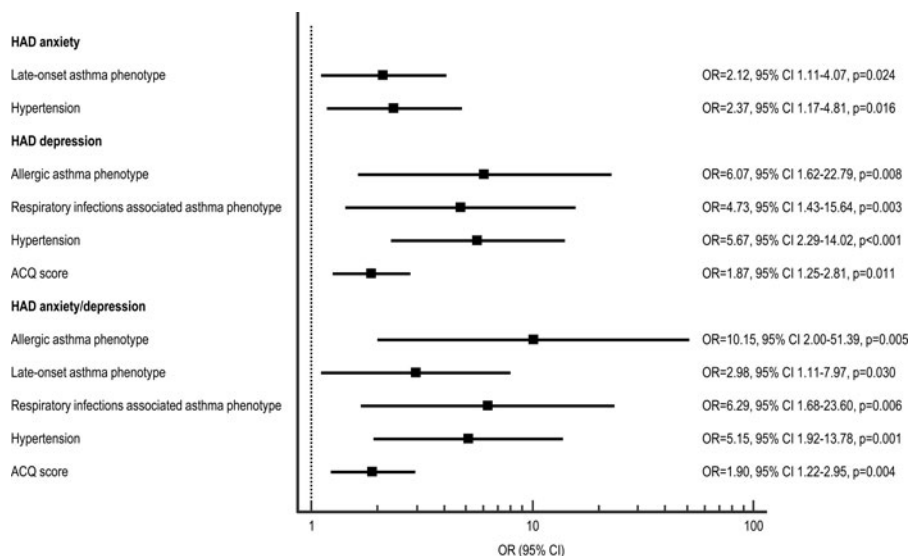 HAD anxiety
Late-onset asthma phenotype OR=2.12, 95% CI 1.11-4.07, p=0.024
Hypertension OR=2.37, 95% CI 1.17-4.81, p=0.016
HAD depression
Allergic asthma phenotype OR=6.07, 95% CI 1.62-22.79, p=0.008
Respiratory infections associated asthma phenotype OR=4.73, 95% CI 1.43-15.64, p=0.003
Hypertension OR=5.67, 95% CI 2.29-14.02, p<0.001
ACQ score OR=1.87, 95% CI 1.25-2.81, p=0.011
HAD anxiety/depression
Allergic asthma phenotype OR=10.15, 95% CI 2.00-51.39, p=0.005
Late-onset asthma phenotype OR=2.98, 95% CI 1.11-7.97, p=0.030
Respiratory infections associated asthma phenotype OR=6.29, 95% CI 1.68-23.60, p=0.006
Hypertension OR=5.15, 95% CI 1.92-13.78, p=0.001
ACQ score OR=1.90, 95% CI 1.22-2.95, p=0.004
1 10 100
OR (95% CI)